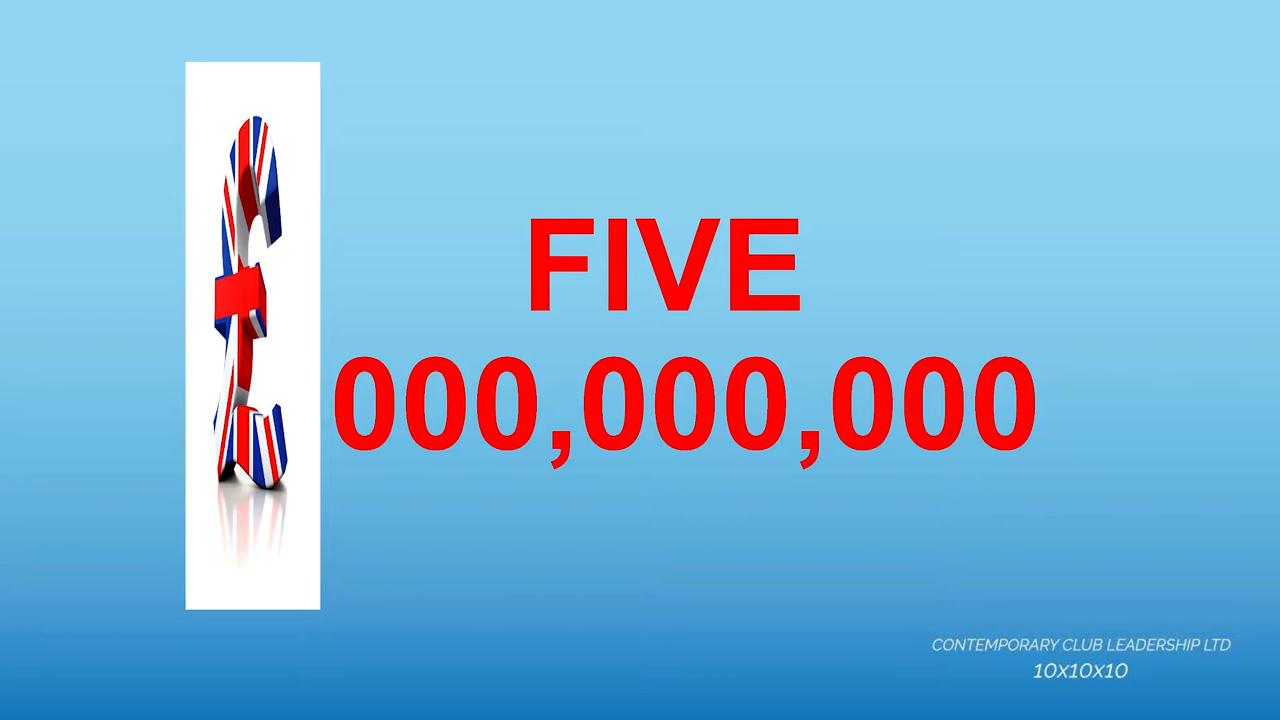 £
FIVE
000,000,000
CONTEMPORARY CLUB LEADERSHIP LTD
10X10X10